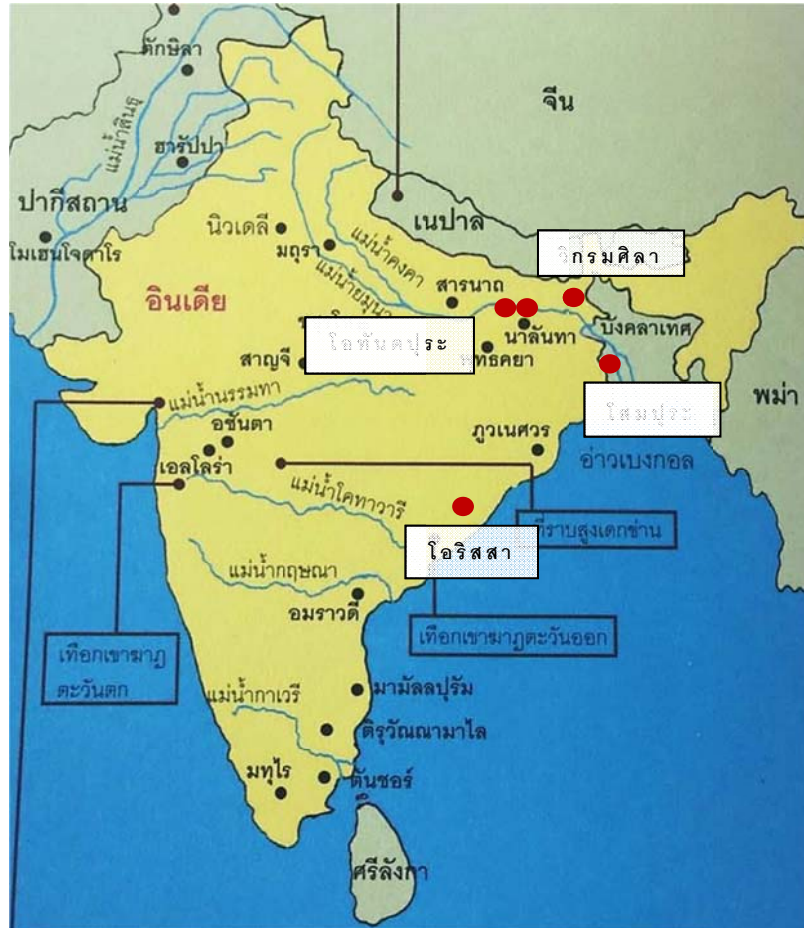 ตักษิลา
จีน
แม่น้ำสินธุ
ฮารัปปา
ปากีสถาน
เนปาล
นิวเดลี
โมเฮนโจดาโร
มถุรา
แม่น้ำคงคา
วิกรมศิลา
สารนาถ
แม่น้ำยมุนา
อินเดีย
นาลันทา
บังคลาเทศ
โอทันตปุระ
พุทธคยา
สาญจี
แม่น้ำนรรมทา
โสมปุระ
พม่า
อชันตา
ภูวเนศวร
เอลโลร่า
อ่าวเบงกอล
แม่น้ำโคทาวารี
ที่ราบสูงเดกข่าน
โอริสสา
แม่น้ำกฤษณา
อมราวดี
เทือกเขาฆาฏ
ตะวันตก
เทือกเขาฆาฏตะวันออก
แม่น้ำกาเวรี
มามัลลปุรัม
ติรุวัณณามาไล
มทุไร
ตันชอร์
ศรีลังกา